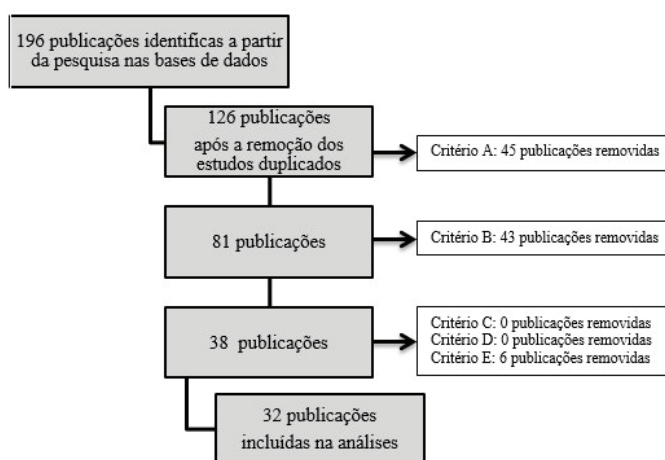 196 publicações identificas a partir
da pesquisa nas bases de dados
126 publicações
após a remoção dos
estudos duplicados
Critério A: 45 publicações removidas
81 publicações
Critério B: 43 publicações removidas
38 publicações
Critério C: 0 publicações removidas
Critério D: 0 publicações removidas
Critério E: 6 publicações removidas
32 publicações
incluídas na análises